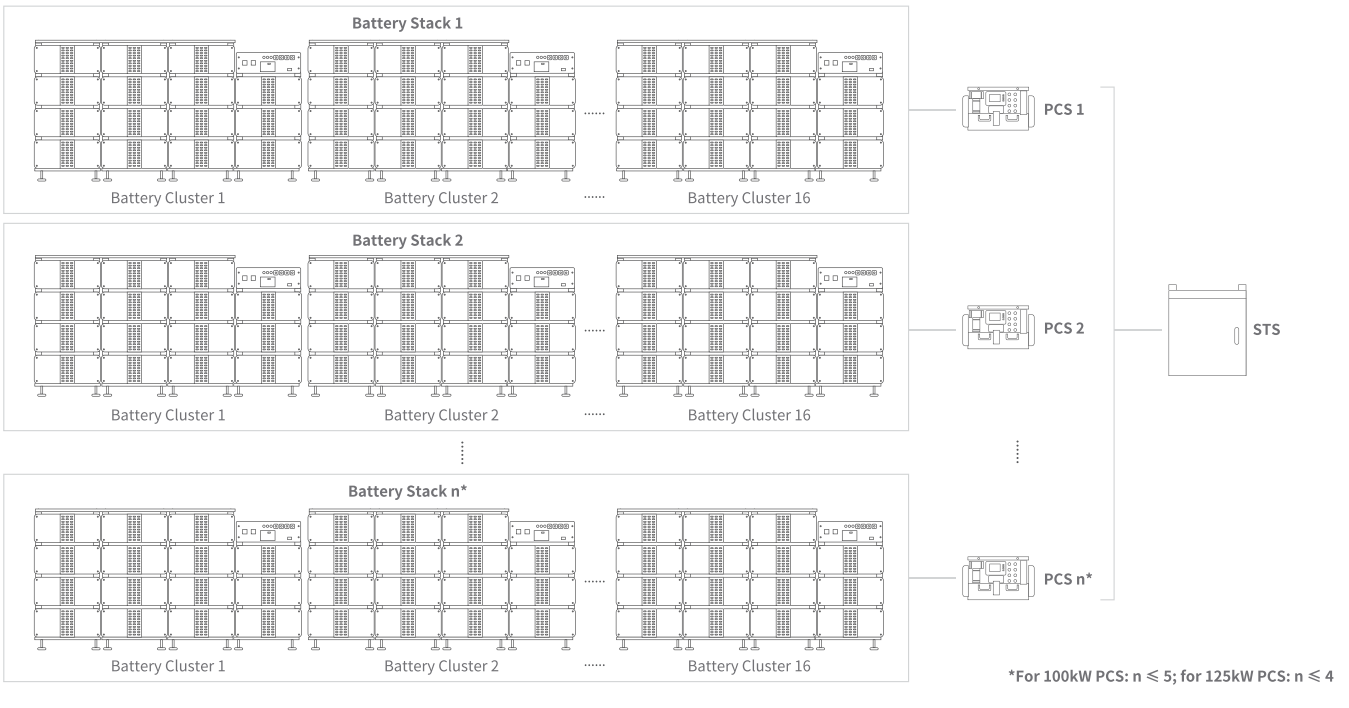 Battery Stack 1
Battery Cluster 1
Battery Cluster 2
......
......
Battery Cluster 16
PCS 1
Battery Stack 2
Battery Cluster 1
Battery Cluster 2
......
......
Battery Cluster 16
PCS 2
STS
Battery Stack n*
Battery Cluster 1
Battery Cluster 2
......
......
Battery Cluster 16
PCS n*
*For 100kW PCS: n ≤ 5; for 125kW PCS: n ≤ 4